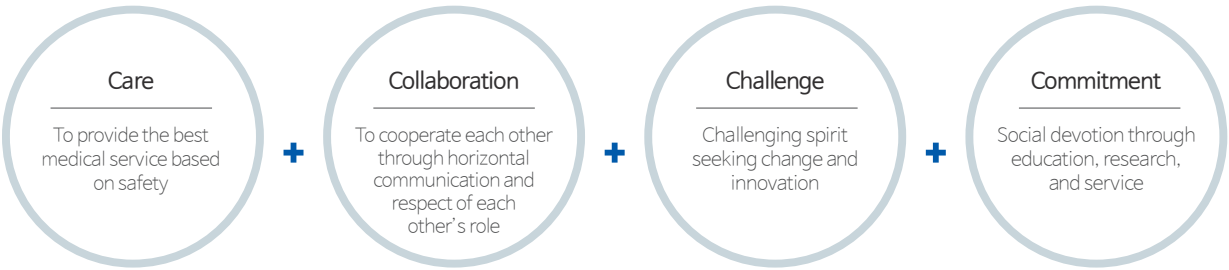 Care
To provide the best
medical service based
on safety
Collaboration
To cooperate each other
through horizontal
communication and
respect of each
other's role
Challenge
Challenging spirit
seeking change and
innovation
Commitment
Social devotion through
education, research,
and service